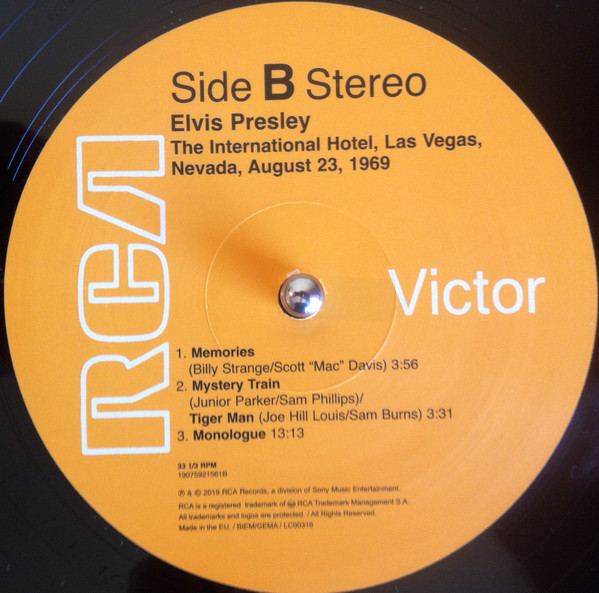 Side B Stereo
Elvis Presley
The International Hotel, Las Vegas,
Nevada, August 23, 1969
RCA
Victor
1. Memories
(Billy Strange/Scott "Mac" Davis) 3:56
2. Mystery Train
(Junior Parker/Sam Phillips)/
Tiger Man (Joe Hill Louis/Sam Burns) 3:31
3. Monologue 13:13
33 1/3 RPM
19075921561B
℗ & © 2019 RCA Records, a division of Sony Music Entertainment.
RCA is a registered trademark of RCA Trademark Management S.A.
All trademarks and logos are protected. / All Rights Reserved.
Made in the EU. / BIEM/GEMA / LC00316